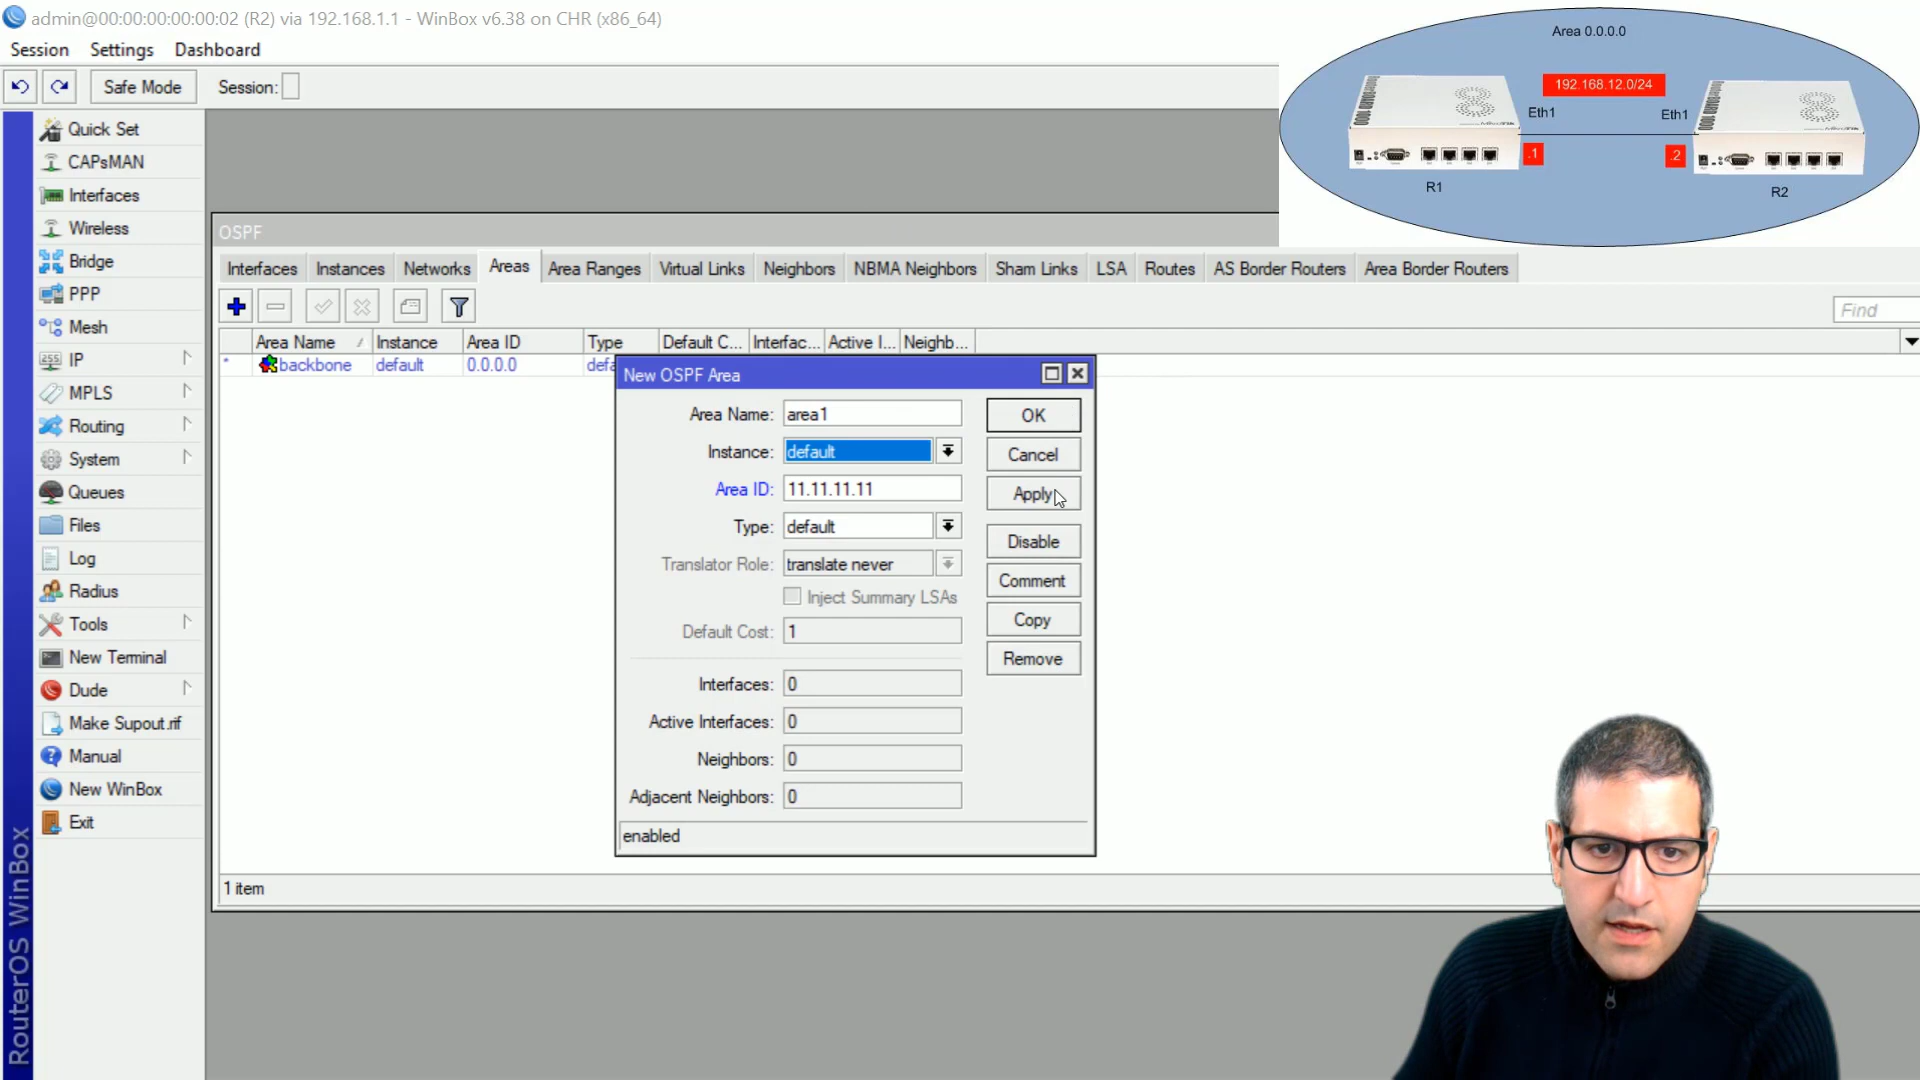 admin@00:00:00:00:00:02 (R2) via 192.168.1.1 - WinBox v6.38 on CHR (x86_64)
Session Settings Dashboard
Safe Mode Session:
Area 0.0.0.0
192.168.12.0/24
Eth1 Eth1
.1 .2
R1 R2
Quick Set
CAPsMAN
Interfaces
Wireless
Bridge
PPP
Mesh
IP
MPLS
Routing
System
Queues
Files
Log
Radius
Tools
New Terminal
Dude
Make Supout.rif
Manual
New WinBox
Exit
RouterOS WinBox
OSPF
Interfaces Instances Networks Areas Area Ranges Virtual Links Neighbors NBMA Neighbors Sham Links LSA Routes AS Border Routers Area Border Routers
Find
Area Name Instance Area ID Type Default C... Interfac... Active I... Neighb...
* backbone default 0.0.0.0 defa
New OSPF Area
Area Name: area1
Instance: default
Area ID: 11.11.11.11
Type: default
Translator Role: translate never
Inject Summary LSAs
Default Cost: 1
Interfaces: 0
Active Interfaces: 0
Neighbors: 0
Adjacent Neighbors: 0
enabled
OK
Cancel
Apply
Disable
Comment
Copy
Remove
1 item